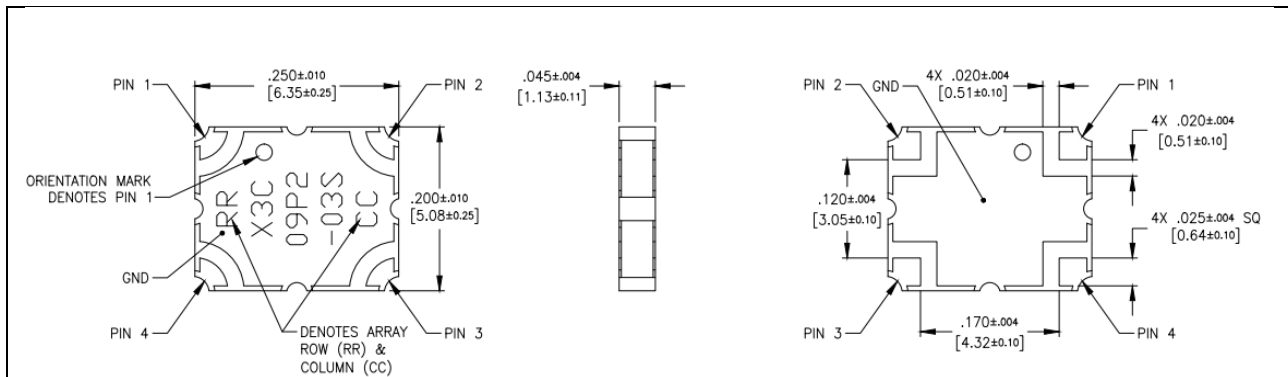 PIN 1
.250±.010
[6.35±0.25]
PIN 2
ORIENTATION MARK
DENOTES PIN 1
RR
X3C
09P2
-03S
CC
.200±.010
[5.08±0.25]
GND
PIN 4
DENOTES ARRAY
ROW (RR) &
COLUMN (CC)
PIN 3
.045±.004
[1.13±0.11]
PIN 2
GND
4X .020±.004
[0.51±0.10]
PIN 1
4X .020±.004
[0.51±0.10]
.120±.004
[3.05±0.10]
4X .025±.004 SQ
[0.64±0.10]
PIN 3
.170±.004
[4.32±0.10]
PIN 4